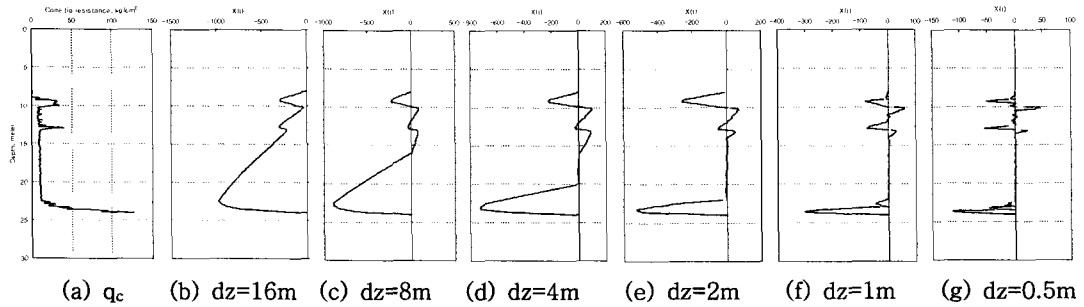 Cone tip resistance, kg/cm²
0 50 100 150
Depth, meter
0
5
10
15
20
25
30
X(i)
-1500 -1000 -500 0
X(i)
-1000 -500 0 500
X(i)
-800 -600 -400 -200 0 200
X(i)
-600 -400 -200 0 200
X(i)
-400 -300 -200 -100 0 100
X(i)
-150 -100 -50 0 50 100
(a) qc (b) dz=16m (c) dz=8m (d) dz=4m (e) dz=2m (f) dz=1m (g) dz=0.5m